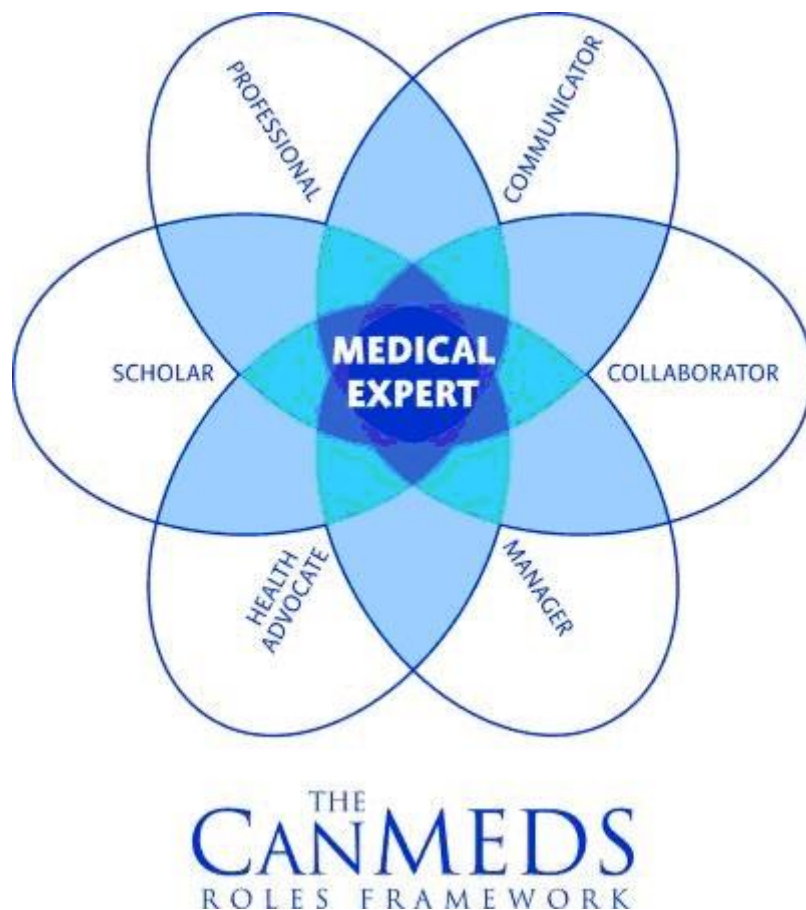 PROFESSIONAL
COMMUNICATOR
SCHOLAR
MEDICAL
EXPERT
COLLABORATOR
HEALTH
ADVOCATE
MANAGER
THE
CANMEDS
ROLES FRAMEWORK